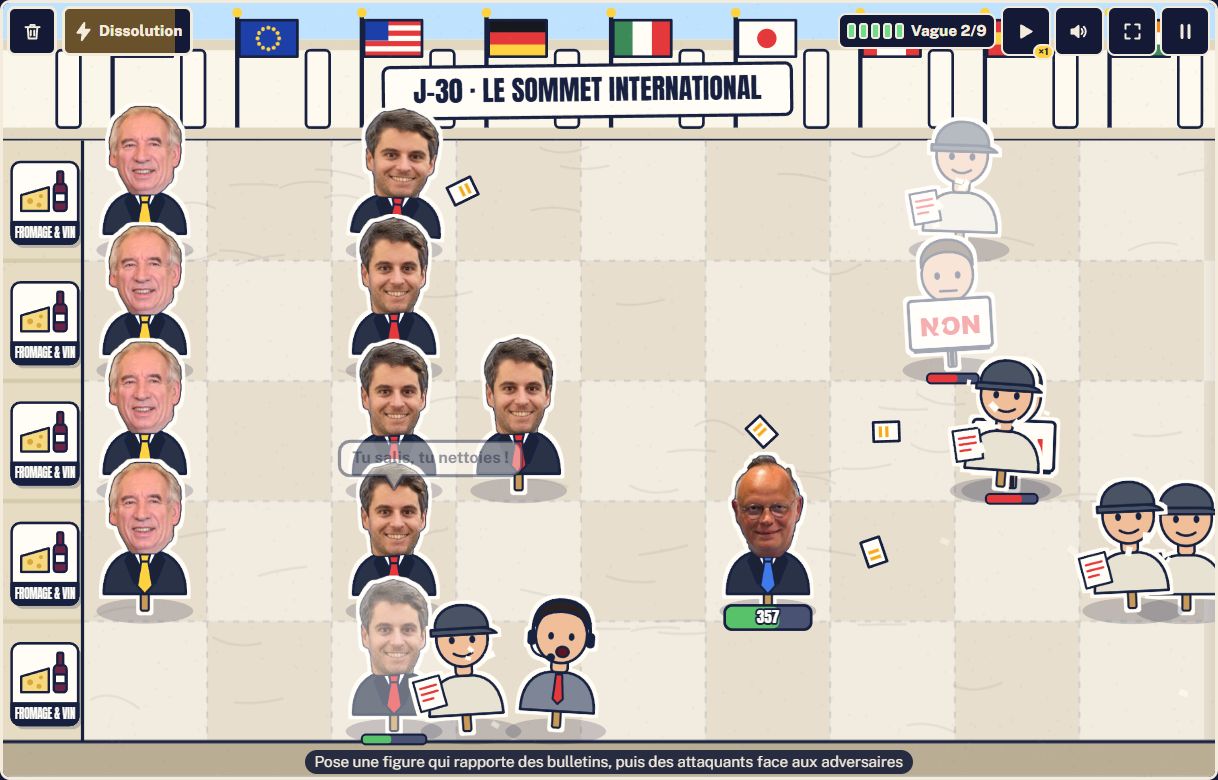 Dissolution
Vague 2/9
×1
J-30 · LE SOMMET INTERNATIONAL
FROMAGE & VIN
NON
FROMAGE & VIN
FROMAGE & VIN
Tu salis, tu nettoies !
FROMAGE & VIN
357
FROMAGE & VIN
Pose une figure qui rapporte des bulletins, puis des attaquants face aux adversaires